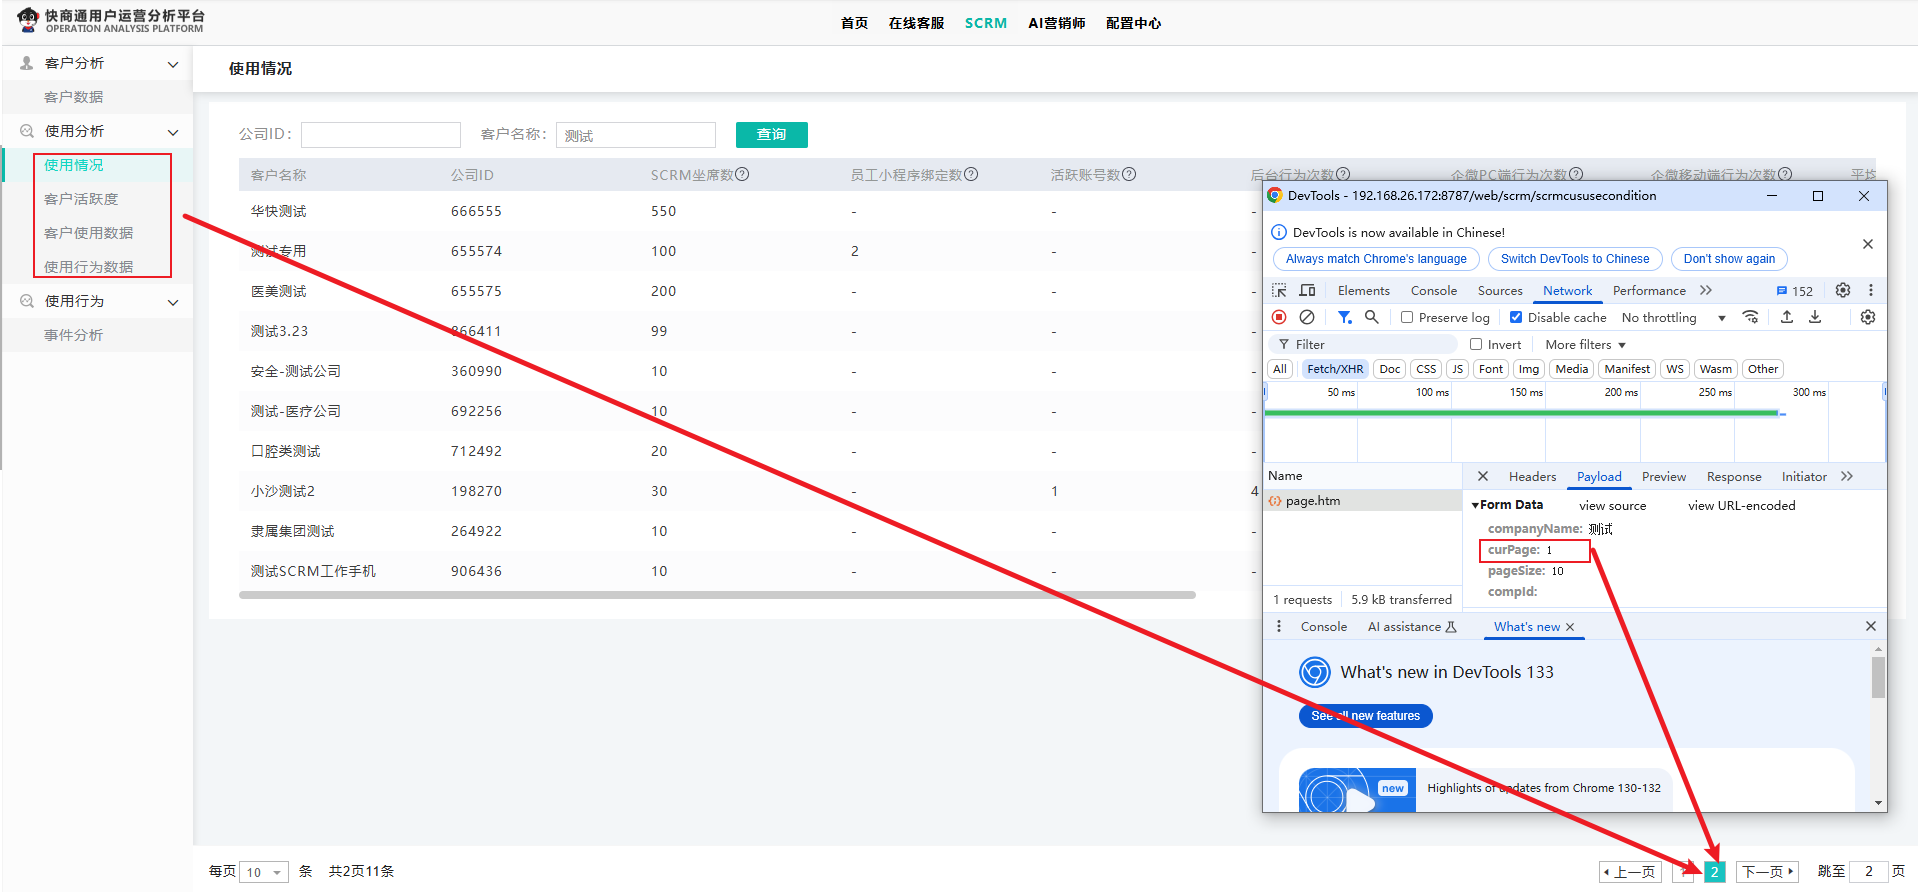 快商通用户运营分析平台
OPERATION ANALYSIS PLATFORM
首页 在线客服 SCRM AI营销师 配置中心
客户分析
客户数据
使用分析
使用情况
客户活跃度
客户使用数据
使用行为数据
使用行为
事件分析
使用情况
公司ID： 客户名称： 测试 查询
客户名称 公司ID SCRM坐席数 员工小程序绑定数 活跃账号数 后台行为次数 企微PC端行为次数 企微移动端行为次数 平均
华快测试 666555 550 - - -
测试专用 655574 100 2 - -
医美测试 655575 200 - - -
测试3.23 866411 99 - - -
安全-测试公司 360990 10 - - -
测试-医疗公司 692256 10 - - -
口腔类测试 712492 20 - - -
小沙测试2 198270 30 - 1 4
隶属集团测试 264922 10 - - -
测试SCRM工作手机 906436 10 - - -
DevTools - 192.168.26.172:8787/web/scrm/scrmcususecondition
DevTools is now available in Chinese!
Always match Chrome's language Switch DevTools to Chinese Don't show again
Elements Console Sources Network Performance 152
Preserve log Disable cache No throttling
Filter Invert More filters
All Fetch/XHR Doc CSS JS Font Img Media Manifest WS Wasm Other
50 ms 100 ms 150 ms 200 ms 250 ms 300 ms
Name Headers Payload Preview Response Initiator
page.htm
Form Data view source view URL-encoded
companyName: 测试
curPage: 1
pageSize: 10
compId:
1 requests 5.9 kB transferred
Console AI assistance What's new
What's new in DevTools 133
See all new features
new
Highlights of updates from Chrome 130-132
每页 10 条 共2页11条
上一页 1 2 下一页 跳至 2 页